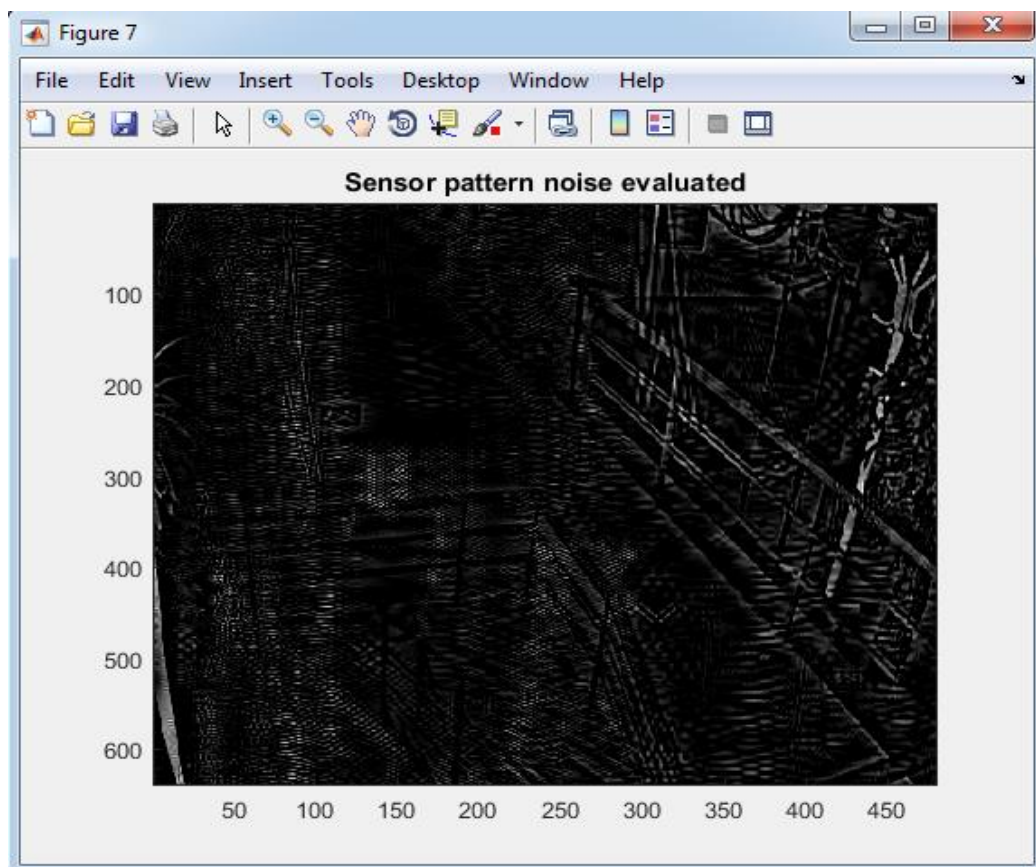 Figure 7
File Edit View Insert Tools Desktop Window Help
Sensor pattern noise evaluated
100
200
300
400
500
600
50 100 150 200 250 300 350 400 450